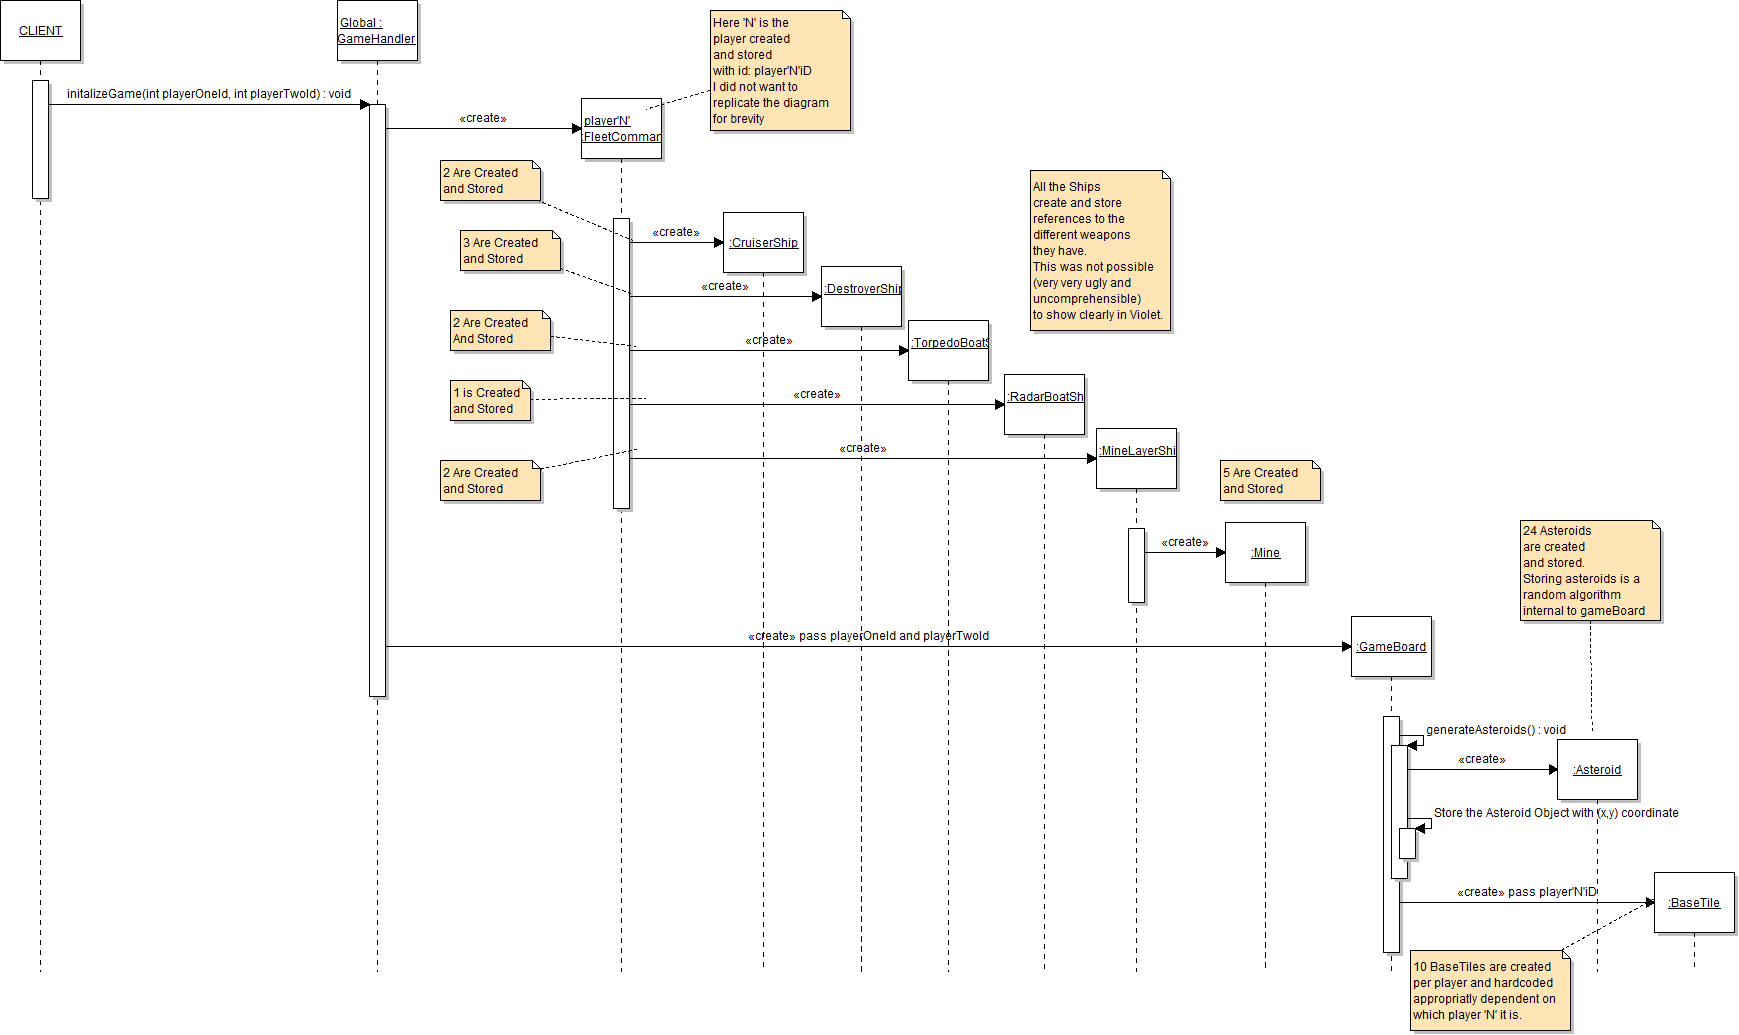 CLIENT
Global :
GameHandler
Here 'N' is the
player created
and stored
with id: player'N'iD
I did not want to
replicate the diagram
for brevity
initalizeGame(int playerOneId, int playerTwoId) : void
«create»
player'N'
:FleetComman
2 Are Created
and Stored
All the Ships
create and store
references to the
different weapons
they have.
This was not possible
(very very ugly and
uncomprehensible)
to show clearly in Violet.
«create»
:CruiserShip
3 Are Created
and Stored
«create»
:DestroyerShip
2 Are Created
And Stored
«create»
:TorpedoBoatS
1 is Created
and Stored
«create»
:RadarBoatSh
«create»
:MineLayerShi
2 Are Created
and Stored
5 Are Created
and Stored
«create»
:Mine
24 Asteroids
are created
and stored.
Storing asteroids is a
random algorithm
internal to gameBoard
«create» pass playerOneId and playerTwoId
:GameBoard
generateAsteroids() : void
«create»
:Asteroid
Store the Asteroid Object with (x,y) coordinate
«create» pass player'N'iD
:BaseTile
10 BaseTiles are created
per player and hardcoded
appropriatly dependent on
which player 'N' it is.